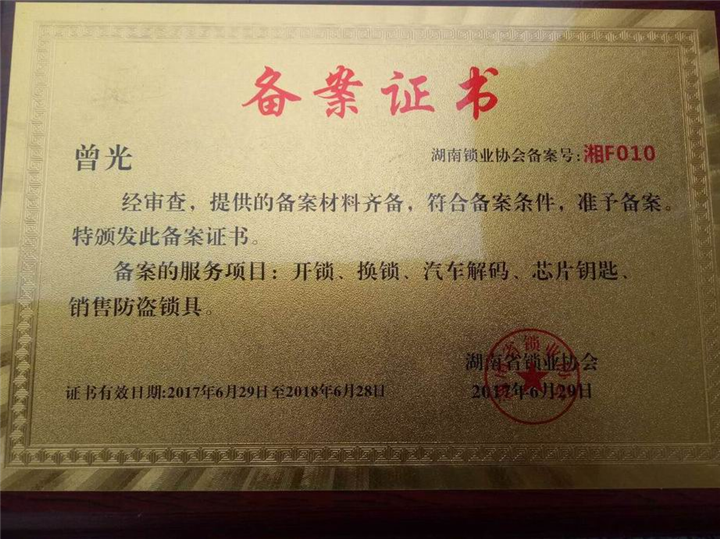 备案证书
曾光
湖南锁业协会备案号:湘F010
经审查，提供的备案材料齐备，符合备案条件，准予备案。
特颁发此备案证书。
备案的服务项目：开锁、换锁、汽车解码、芯片钥匙、
销售防盗锁具。
湖南省锁业协会
证书有效日期:2017年6月29日至2018年6月28日
2017年6月29日